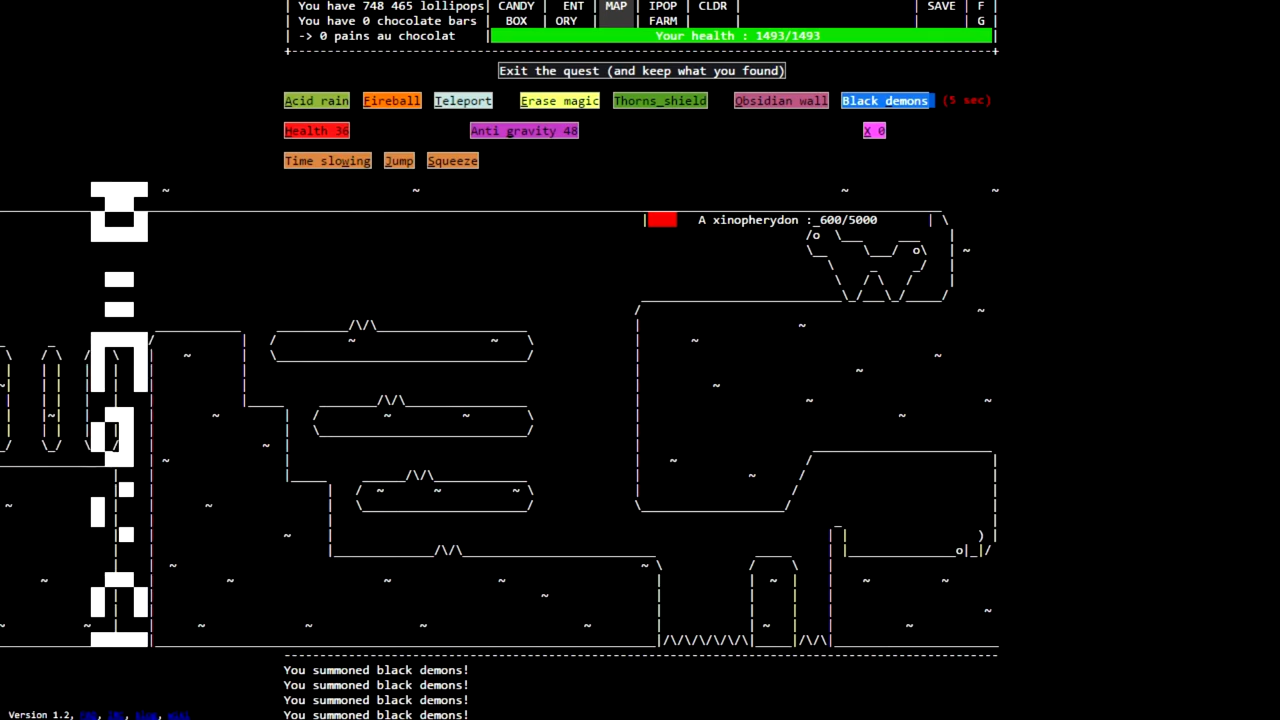 You have 748 465 lollipops CANDY ENT MAP IPOP CLDR SAVE F
You have 0 chocolate bars BOX ORY FARM G
-> 0 pains au chocolat Your health : 1493/1493
Exit the quest (and keep what you found)
Acid rain Fireball Teleport Erase magic Thorns_shield Obsidian wall Black demons (5 sec)
Health 36 Anti gravity 48 X 0
Time slowing Jump Squeeze
A xinopherydon : 600/5000
You summoned black demons!
You summoned black demons!
You summoned black demons!
You summoned black demons!
Version 1.2,